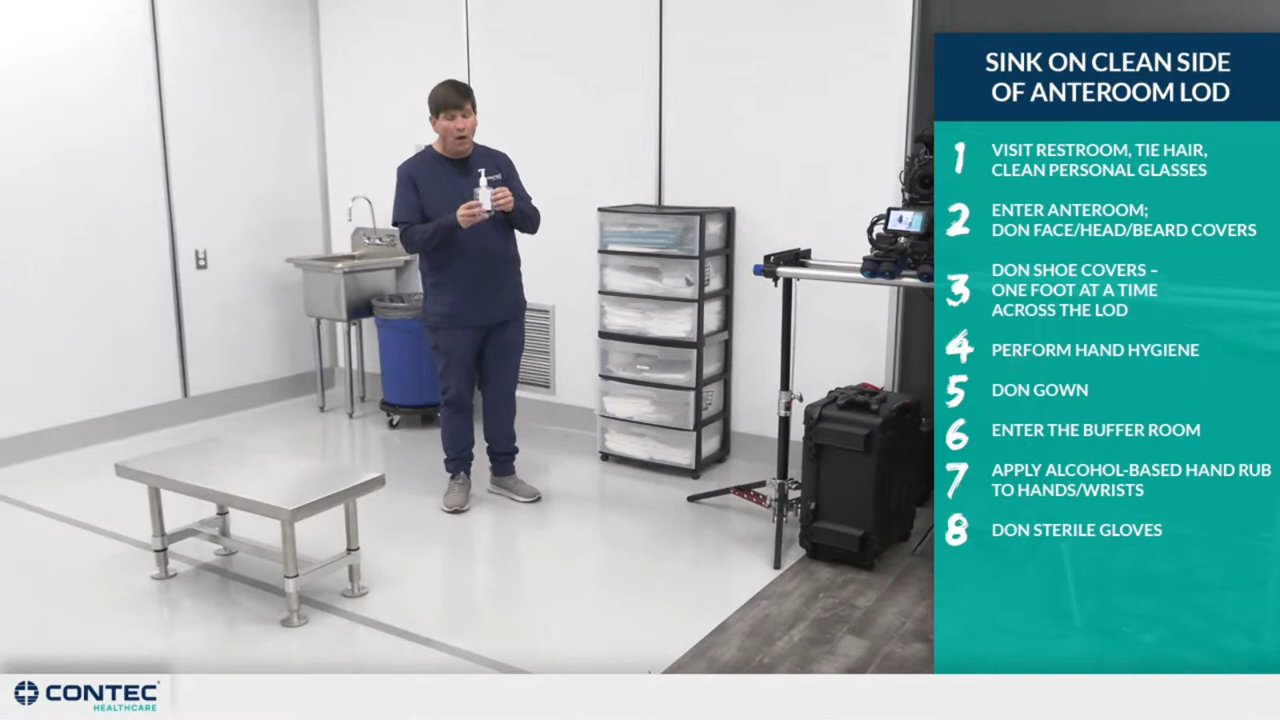 SINK ON CLEAN SIDE
OF ANTEROOM LOD
1 VISIT RESTROOM, TIE HAIR,
CLEAN PERSONAL GLASSES
2 ENTER ANTEROOM;
DON FACE/HEAD/BEARD COVERS
3 DON SHOE COVERS –
ONE FOOT AT A TIME
ACROSS THE LOD
4 PERFORM HAND HYGIENE
5 DON GOWN
6 ENTER THE BUFFER ROOM
7 APPLY ALCOHOL-BASED HAND RUB
TO HANDS/WRISTS
8 DON STERILE GLOVES
CONTEC
HEALTHCARE